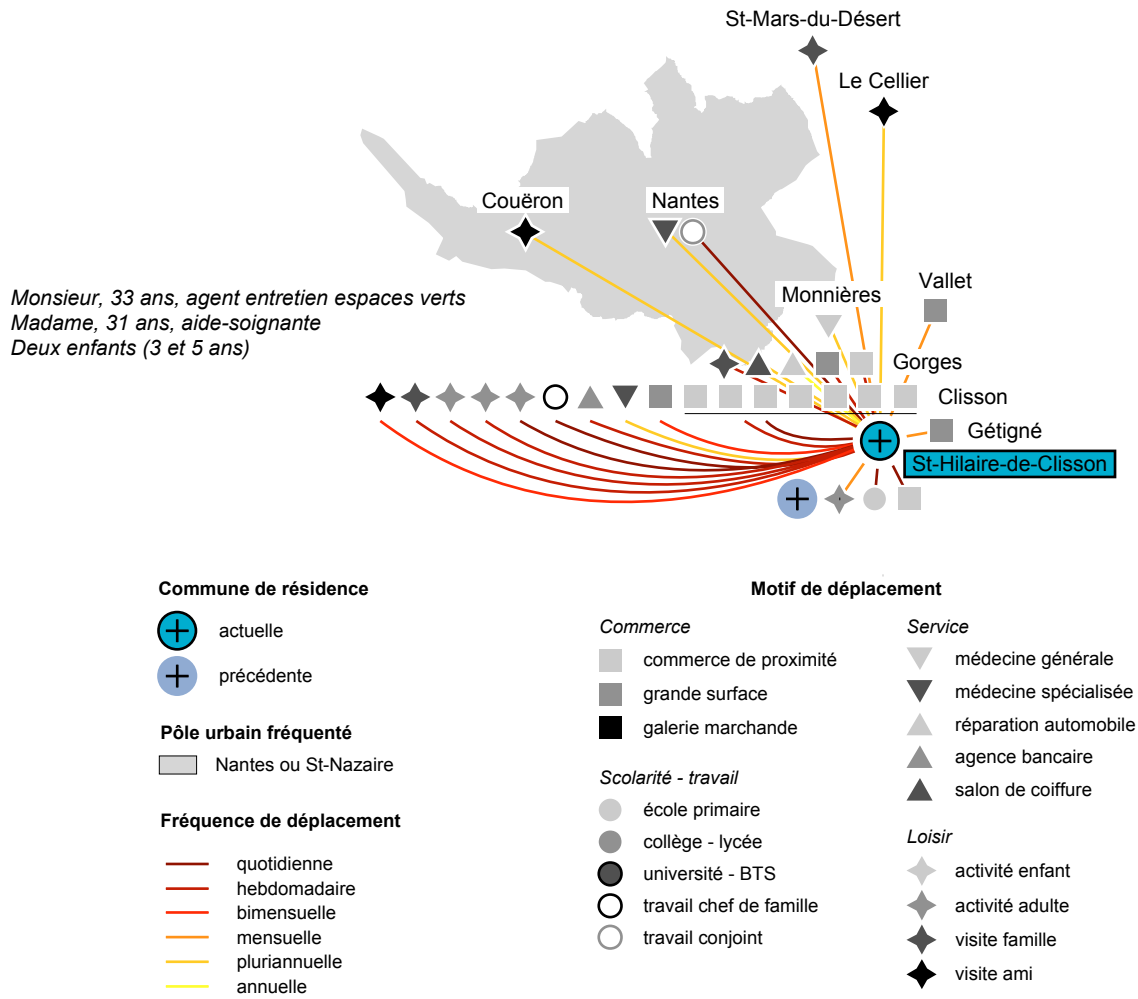 St-Mars-du-Désert
Le Cellier
Couëron
Nantes
Vallet
Monnières
Monsieur, 33 ans, agent entretien espaces verts
Madame, 31 ans, aide-soignante
Deux enfants (3 et 5 ans)
Gorges
Clisson
Gétigné
St-Hilaire-de-Clisson
Commune de résidence
actuelle
précédente
Pôle urbain fréquenté
Nantes ou St-Nazaire
Fréquence de déplacement
quotidienne
hebdomadaire
bimensuelle
mensuelle
pluriannuelle
annuelle
Motif de déplacement
Commerce
commerce de proximité
grande surface
galerie marchande
Scolarité - travail
école primaire
collège - lycée
université - BTS
travail chef de famille
travail conjoint
Service
médecine générale
médecine spécialisée
réparation automobile
agence bancaire
salon de coiffure
Loisir
activité enfant
activité adulte
visite famille
visite ami